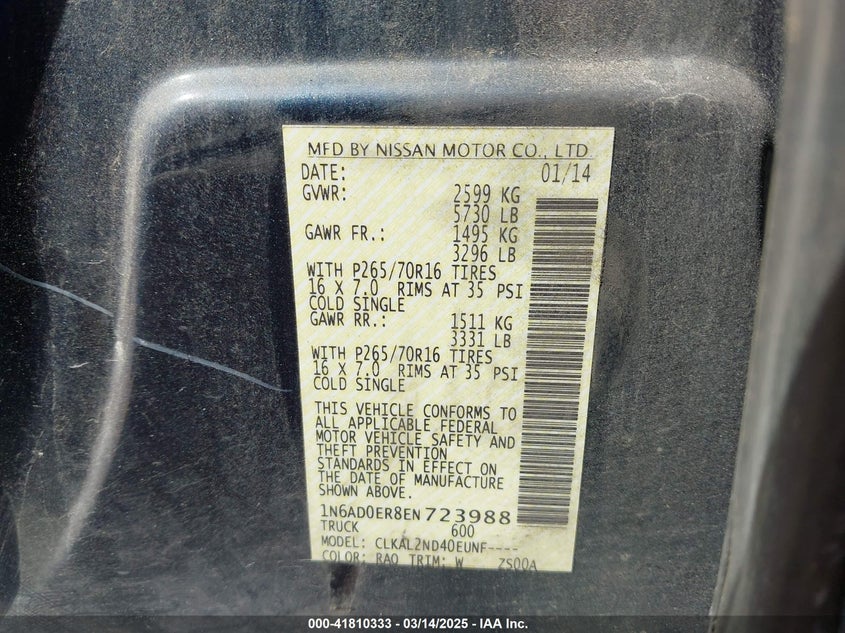 MFD BY NISSAN MOTOR CO., LTD.
DATE: 01/14
GVWR: 2599 KG
5730 LB
GAWR FR.: 1495 KG
3296 LB
WITH P265/70R16 TIRES
16 X 7.0 RIMS AT 35 PSI
COLD SINGLE
GAWR RR.: 1511 KG
3331 LB
WITH P265/70R16 TIRES
16 X 7.0 RIMS AT 35 PSI
COLD SINGLE
THIS VEHICLE CONFORMS TO
ALL APPLICABLE FEDERAL
MOTOR VEHICLE SAFETY AND
THEFT PREVENTION
STANDARDS IN EFFECT ON
THE DATE OF MANUFACTURE
SHOWN ABOVE.
1N6AD0ER8EN723988
TRUCK 600
MODEL: CLKAL2ND40EUNF----
COLOR: RAQ TRIM: W ZS00A
000-41810333 - 03/14/2025 - IAA Inc.